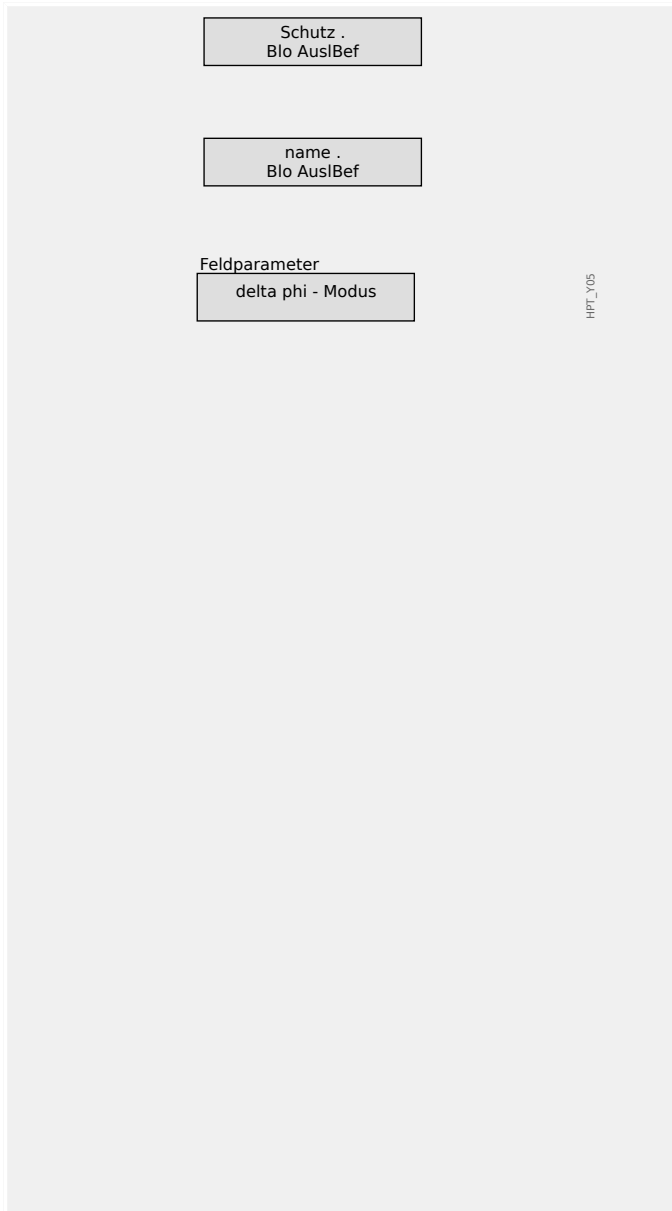 Schutz .
Blo AuslBef
name .
Blo AuslBef
Feldparameter
delta phi - Modus
HPT_Y05